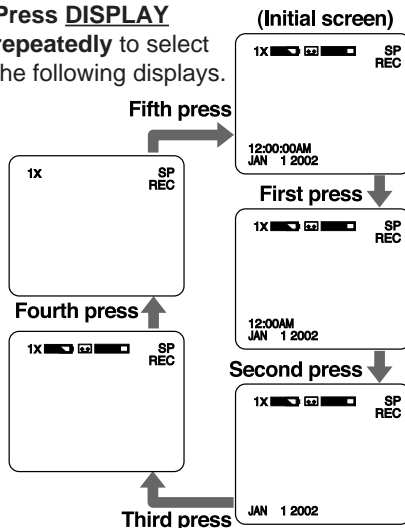 Press DISPLAY
repeatedly to select
the following displays.
(Initial screen)
1X SP
REC
12:00:00AM
JAN 1 2002
First press
1X SP
REC
12:00AM
JAN 1 2002
Second press
1X SP
REC
JAN 1 2002
Third press
1X SP
REC
Fourth press
1X SP
REC
Fifth press